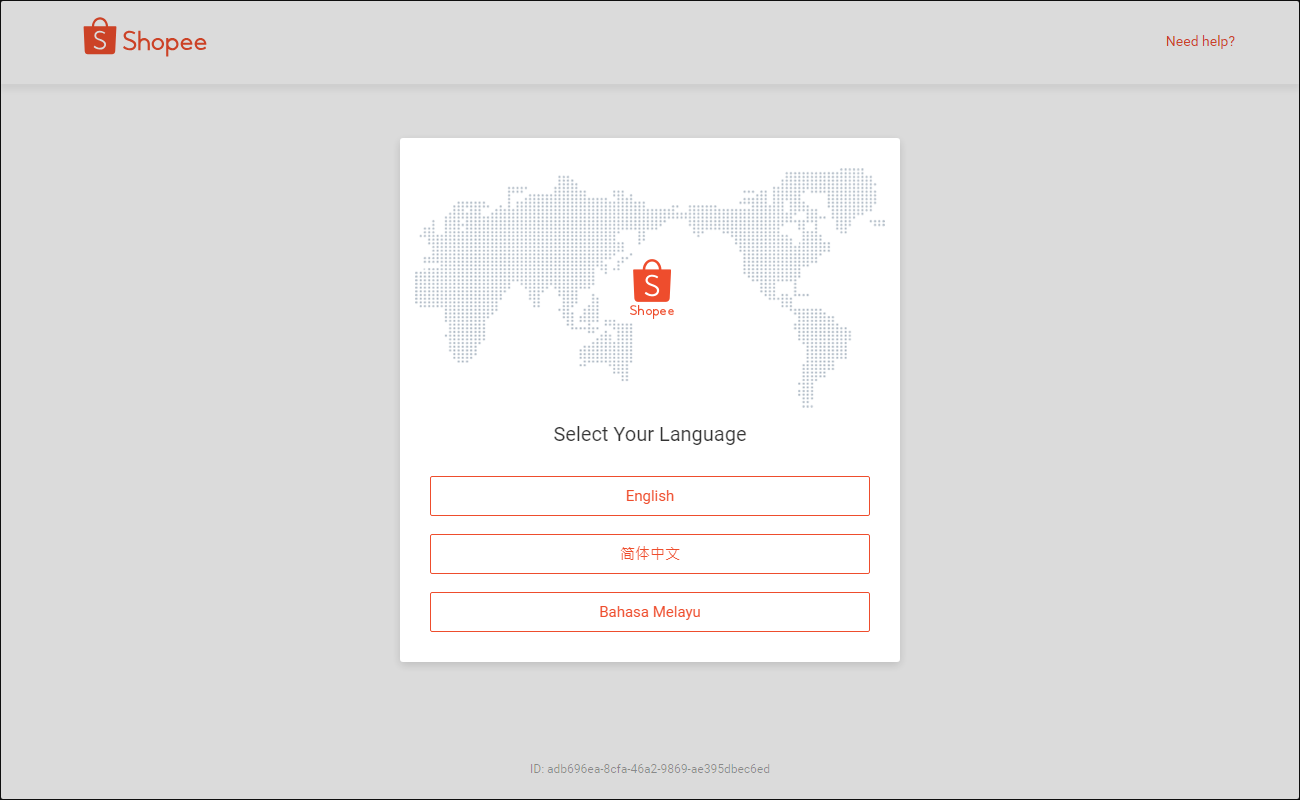 Shopee
Need help?
Shopee
Select Your Language
English
简体中文
Bahasa Melayu
ID: adb696ea-8cfa-46a2-9869-ae395dbec6ed